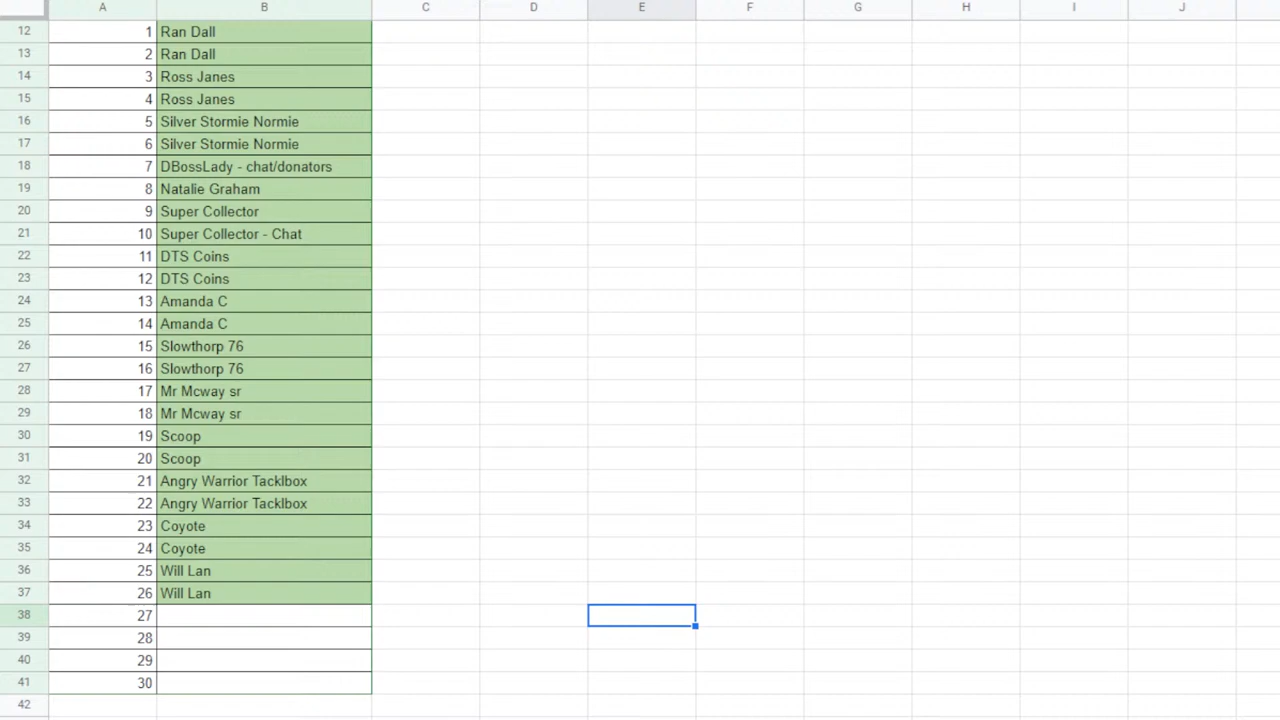 A B C D E F G H I J
12 1 Ran Dall
13 2 Ran Dall
14 3 Ross Janes
15 4 Ross Janes
16 5 Silver Stormie Normie
17 6 Silver Stormie Normie
18 7 DBossLady - chat/donators
19 8 Natalie Graham
20 9 Super Collector
21 10 Super Collector - Chat
22 11 DTS Coins
23 12 DTS Coins
24 13 Amanda C
25 14 Amanda C
26 15 Slowthorp 76
27 16 Slowthorp 76
28 17 Mr Mcway sr
29 18 Mr Mcway sr
30 19 Scoop
31 20 Scoop
32 21 Angry Warrior Tacklbox
33 22 Angry Warrior Tacklbox
34 23 Coyote
35 24 Coyote
36 25 Will Lan
37 26 Will Lan
38 27
39 28
40 29
41 30
42